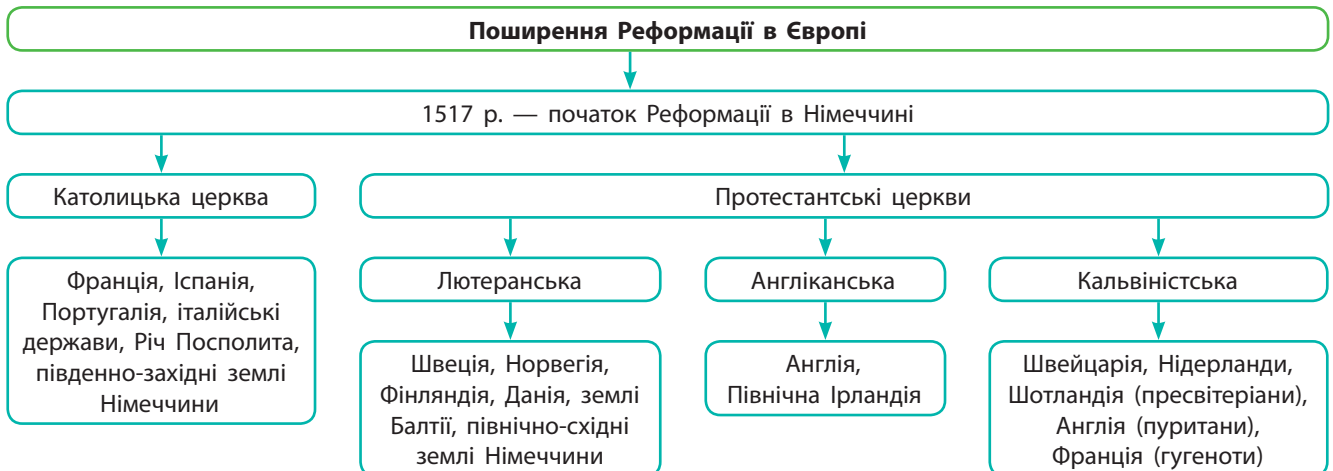 Поширення Реформації в Європі
1517 р. — початок Реформації в Німеччині
Католицька церква
Протестантські церкви
Франція, Іспанія,
Португалія, італійські
держави, Річ Посполита,
південно-західні землі
Німеччини
Лютеранська
Швеція, Норвегія,
Фінляндія, Данія, землі
Балтії, північно-східні
землі Німеччини
Англіканська
Англія,
Північна Ірландія
Кальвіністська
Швейцарія, Нідерланди,
Шотландія (пресвітеріани),
Англія (пуритани),
Франція (гугеноти)